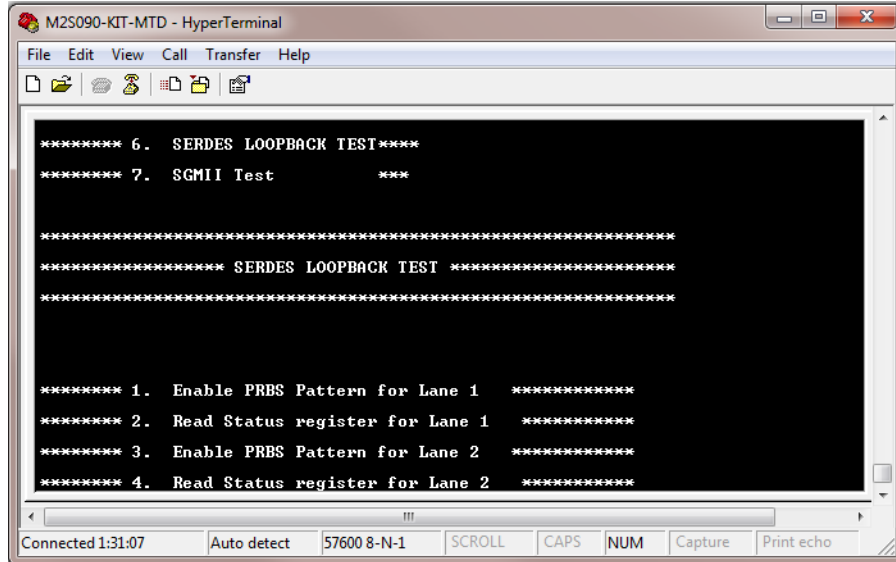 M2S090-KIT-MTD - HyperTerminal
File Edit View Call Transfer Help
******** 6. SERDES LOOPBACK TEST****
******** 7. SGMII Test ***
**************************************************************
****************** SERDES LOOPBACK TEST **********************
**************************************************************
******** 1. Enable PRBS Pattern for Lane 1 ************
******** 2. Read Status register for Lane 1 ***********
******** 3. Enable PRBS Pattern for Lane 2 ************
******** 4. Read Status register for Lane 2 ***********
Connected 1:31:07 Auto detect 57600 8-N-1 SCROLL CAPS NUM Capture Print echo